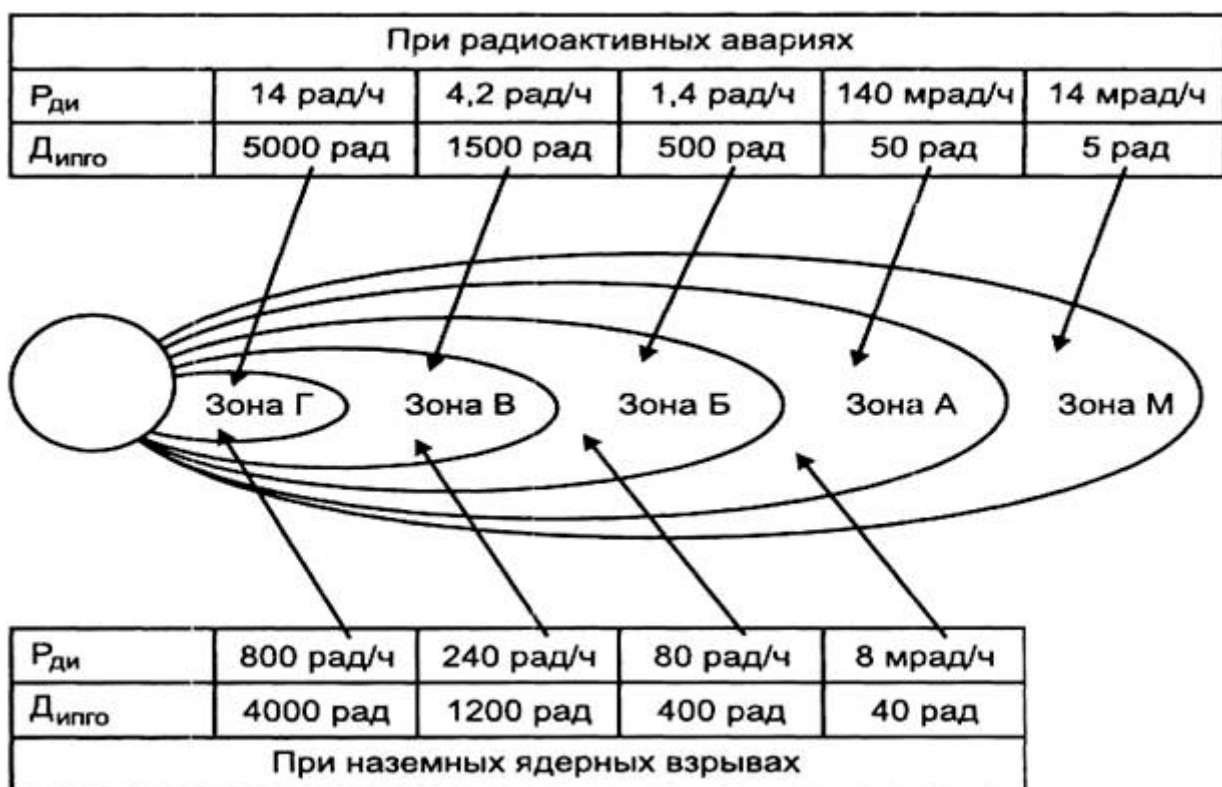 При радиоактивных авариях
Рди 14 рад/ч 4,2 рад/ч 1,4 рад/ч 140 мрад/ч 14 мрад/ч
Дипго 5000 рад 1500 рад 500 рад 50 рад 5 рад
Зона Г Зона В Зона Б Зона А Зона М
Рди 800 рад/ч 240 рад/ч 80 рад/ч 8 мрад/ч
Дипго 4000 рад 1200 рад 400 рад 40 рад
При наземных ядерных взрывах